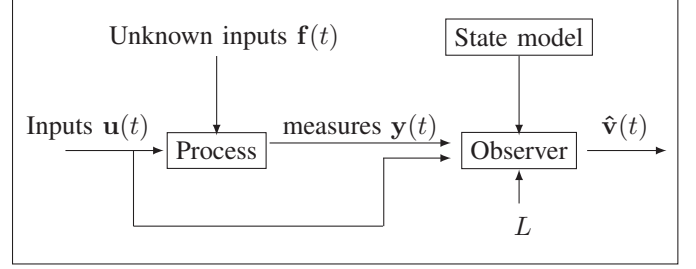 Unknown inputs f(t)
State model
Inputs u(t)
measures y(t)
v̂(t)
Process
Observer
L